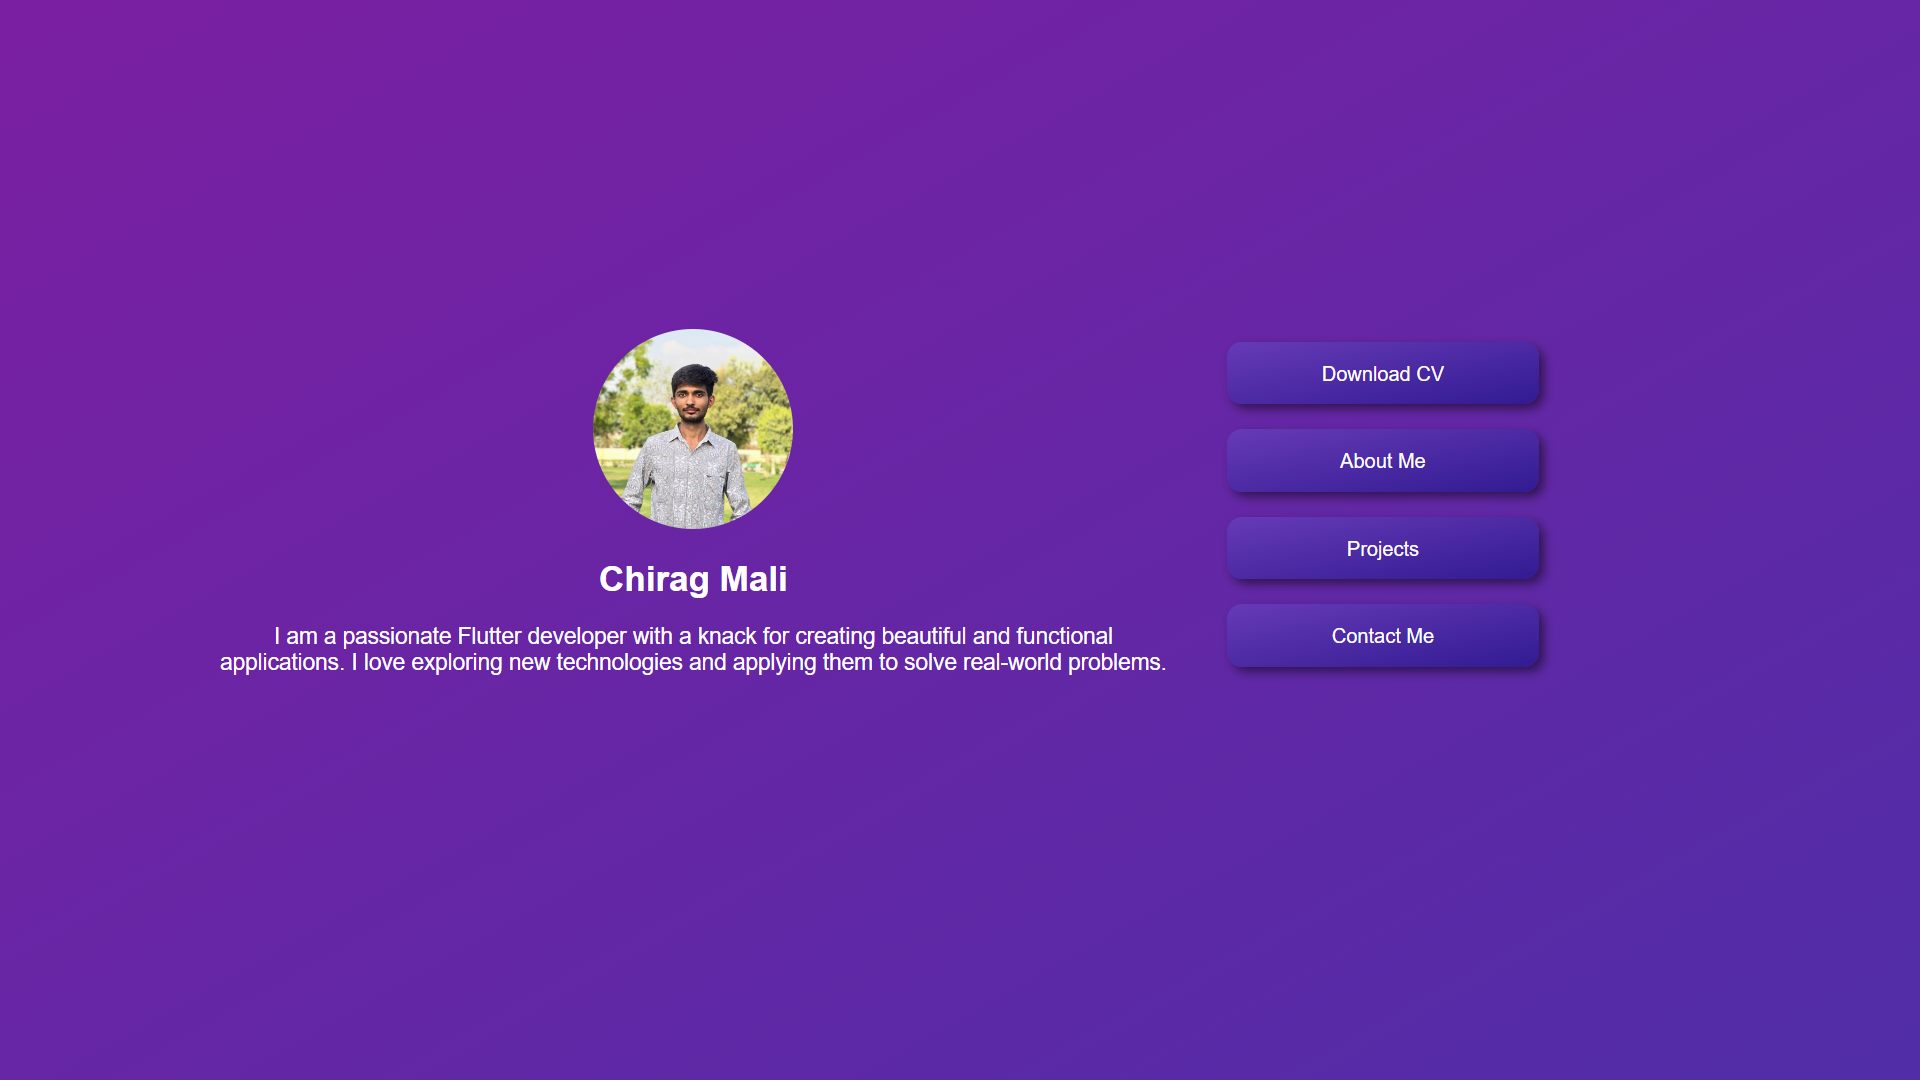 Chirag Mali
I am a passionate Flutter developer with a knack for creating beautiful and functional
applications. I love exploring new technologies and applying them to solve real-world problems.
Download CV
About Me
Projects
Contact Me